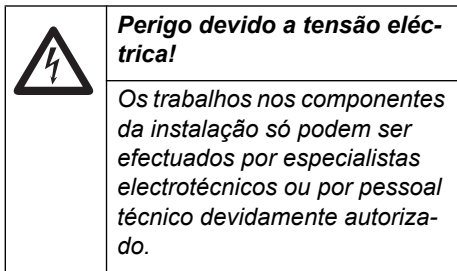 Perigo devido a tensão eléc-
trica!
Os trabalhos nos componentes
da instalação só podem ser
efectuados por especialistas
electrotécnicos ou por pessoal
técnico devidamente autoriza-
do.